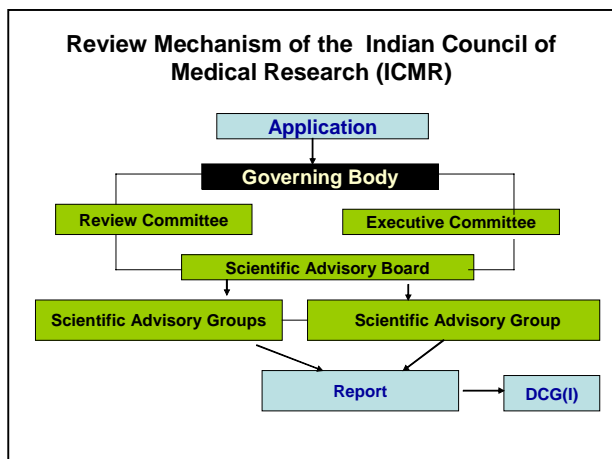 Review Mechanism of the Indian Council of
Medical Research (ICMR)
Application
Governing Body
Review Committee
Executive Committee
Scientific Advisory Board
Scientific Advisory Groups
Scientific Advisory Group
Report
DCG(I)